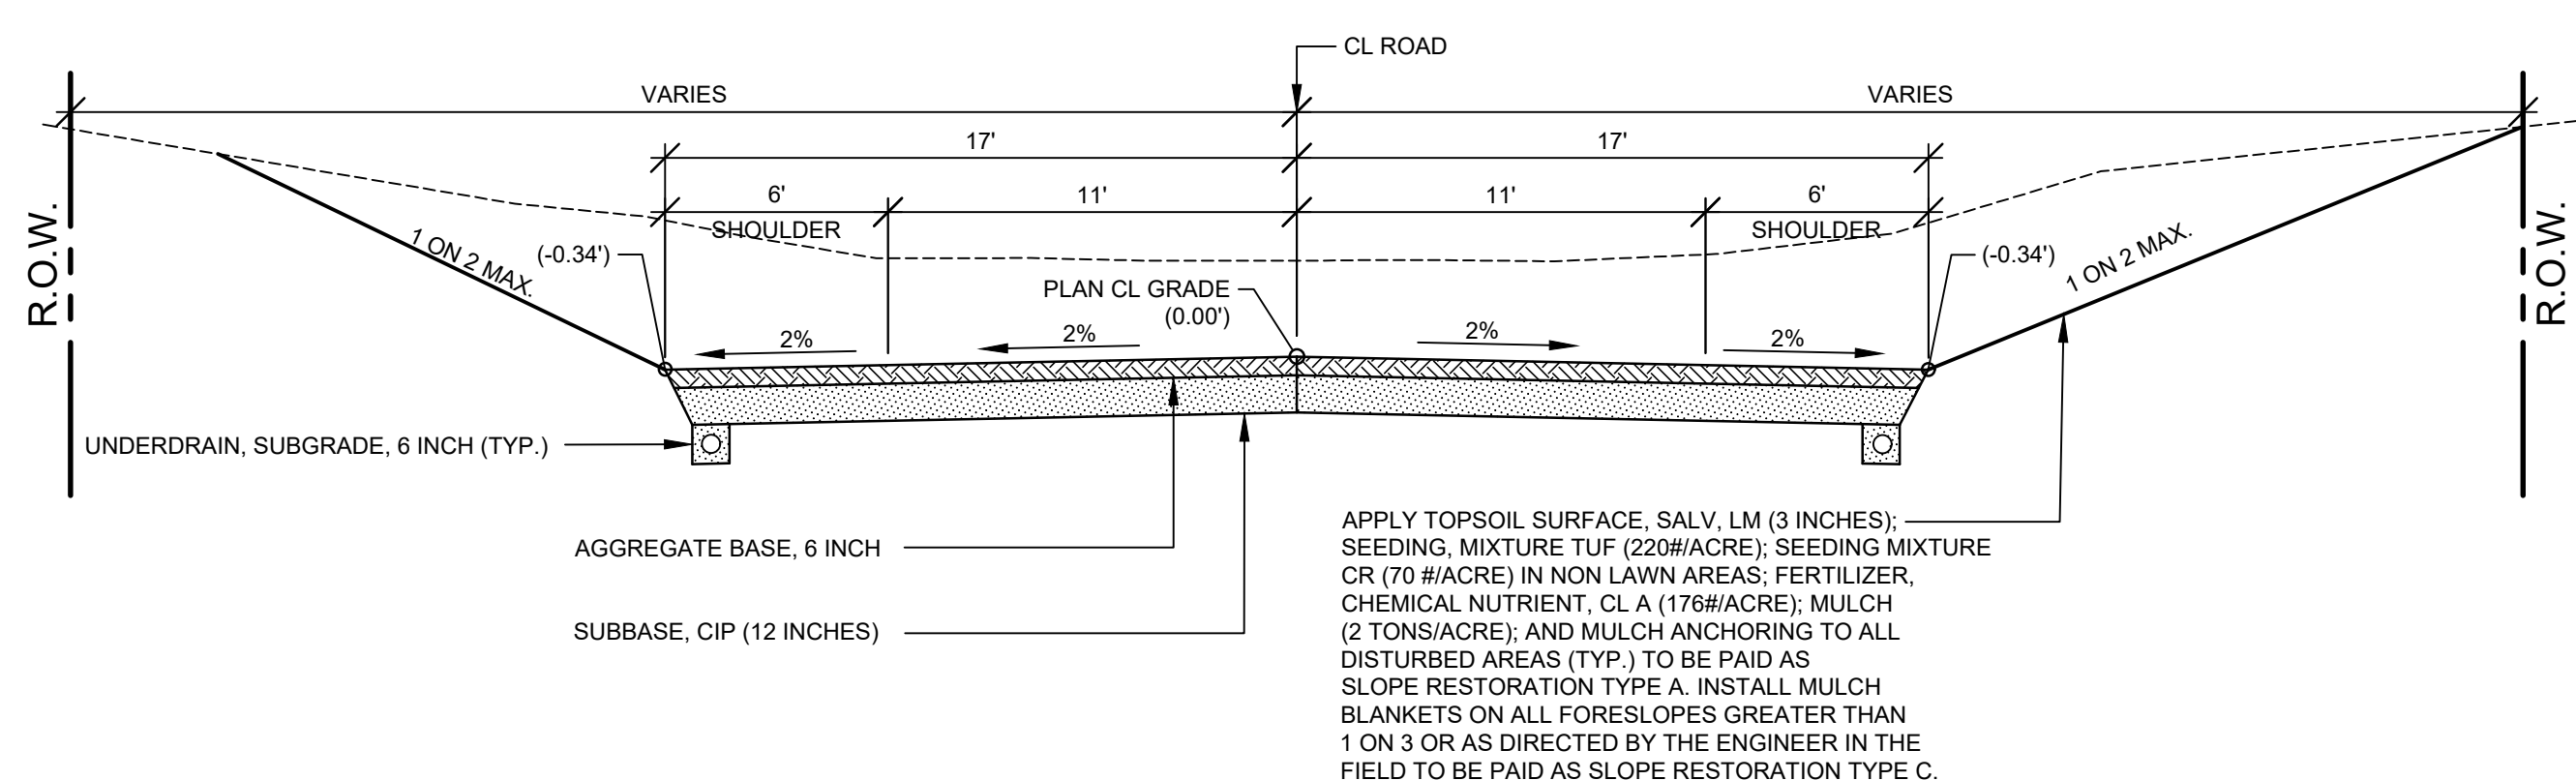 CL ROAD
VARIES
VARIES
17'
17'
6'
11'
11'
6'
SHOULDER
SHOULDER
R.O.W.
R.O.W.
1 ON 2 MAX.
(-0.34')
(-0.34')
1 ON 2 MAX.
PLAN CL GRADE
(0.00')
2%
2%
2%
2%
UNDERDRAIN, SUBGRADE, 6 INCH (TYP.)
AGGREGATE BASE, 6 INCH
SUBBASE, CIP (12 INCHES)
APPLY TOPSOIL SURFACE, SALV, LM (3 INCHES);
SEEDING, MIXTURE TUF (220#/ACRE); SEEDING MIXTURE
CR (70 #/ACRE) IN NON LAWN AREAS; FERTILIZER,
CHEMICAL NUTRIENT, CL A (176#/ACRE); MULCH
(2 TONS/ACRE); AND MULCH ANCHORING TO ALL
DISTURBED AREAS (TYP.) TO BE PAID AS
SLOPE RESTORATION TYPE A. INSTALL MULCH
BLANKETS ON ALL FORESLOPES GREATER THAN
1 ON 3 OR AS DIRECTED BY THE ENGINEER IN THE
FIELD TO BE PAID AS SLOPE RESTORATION TYPE C.